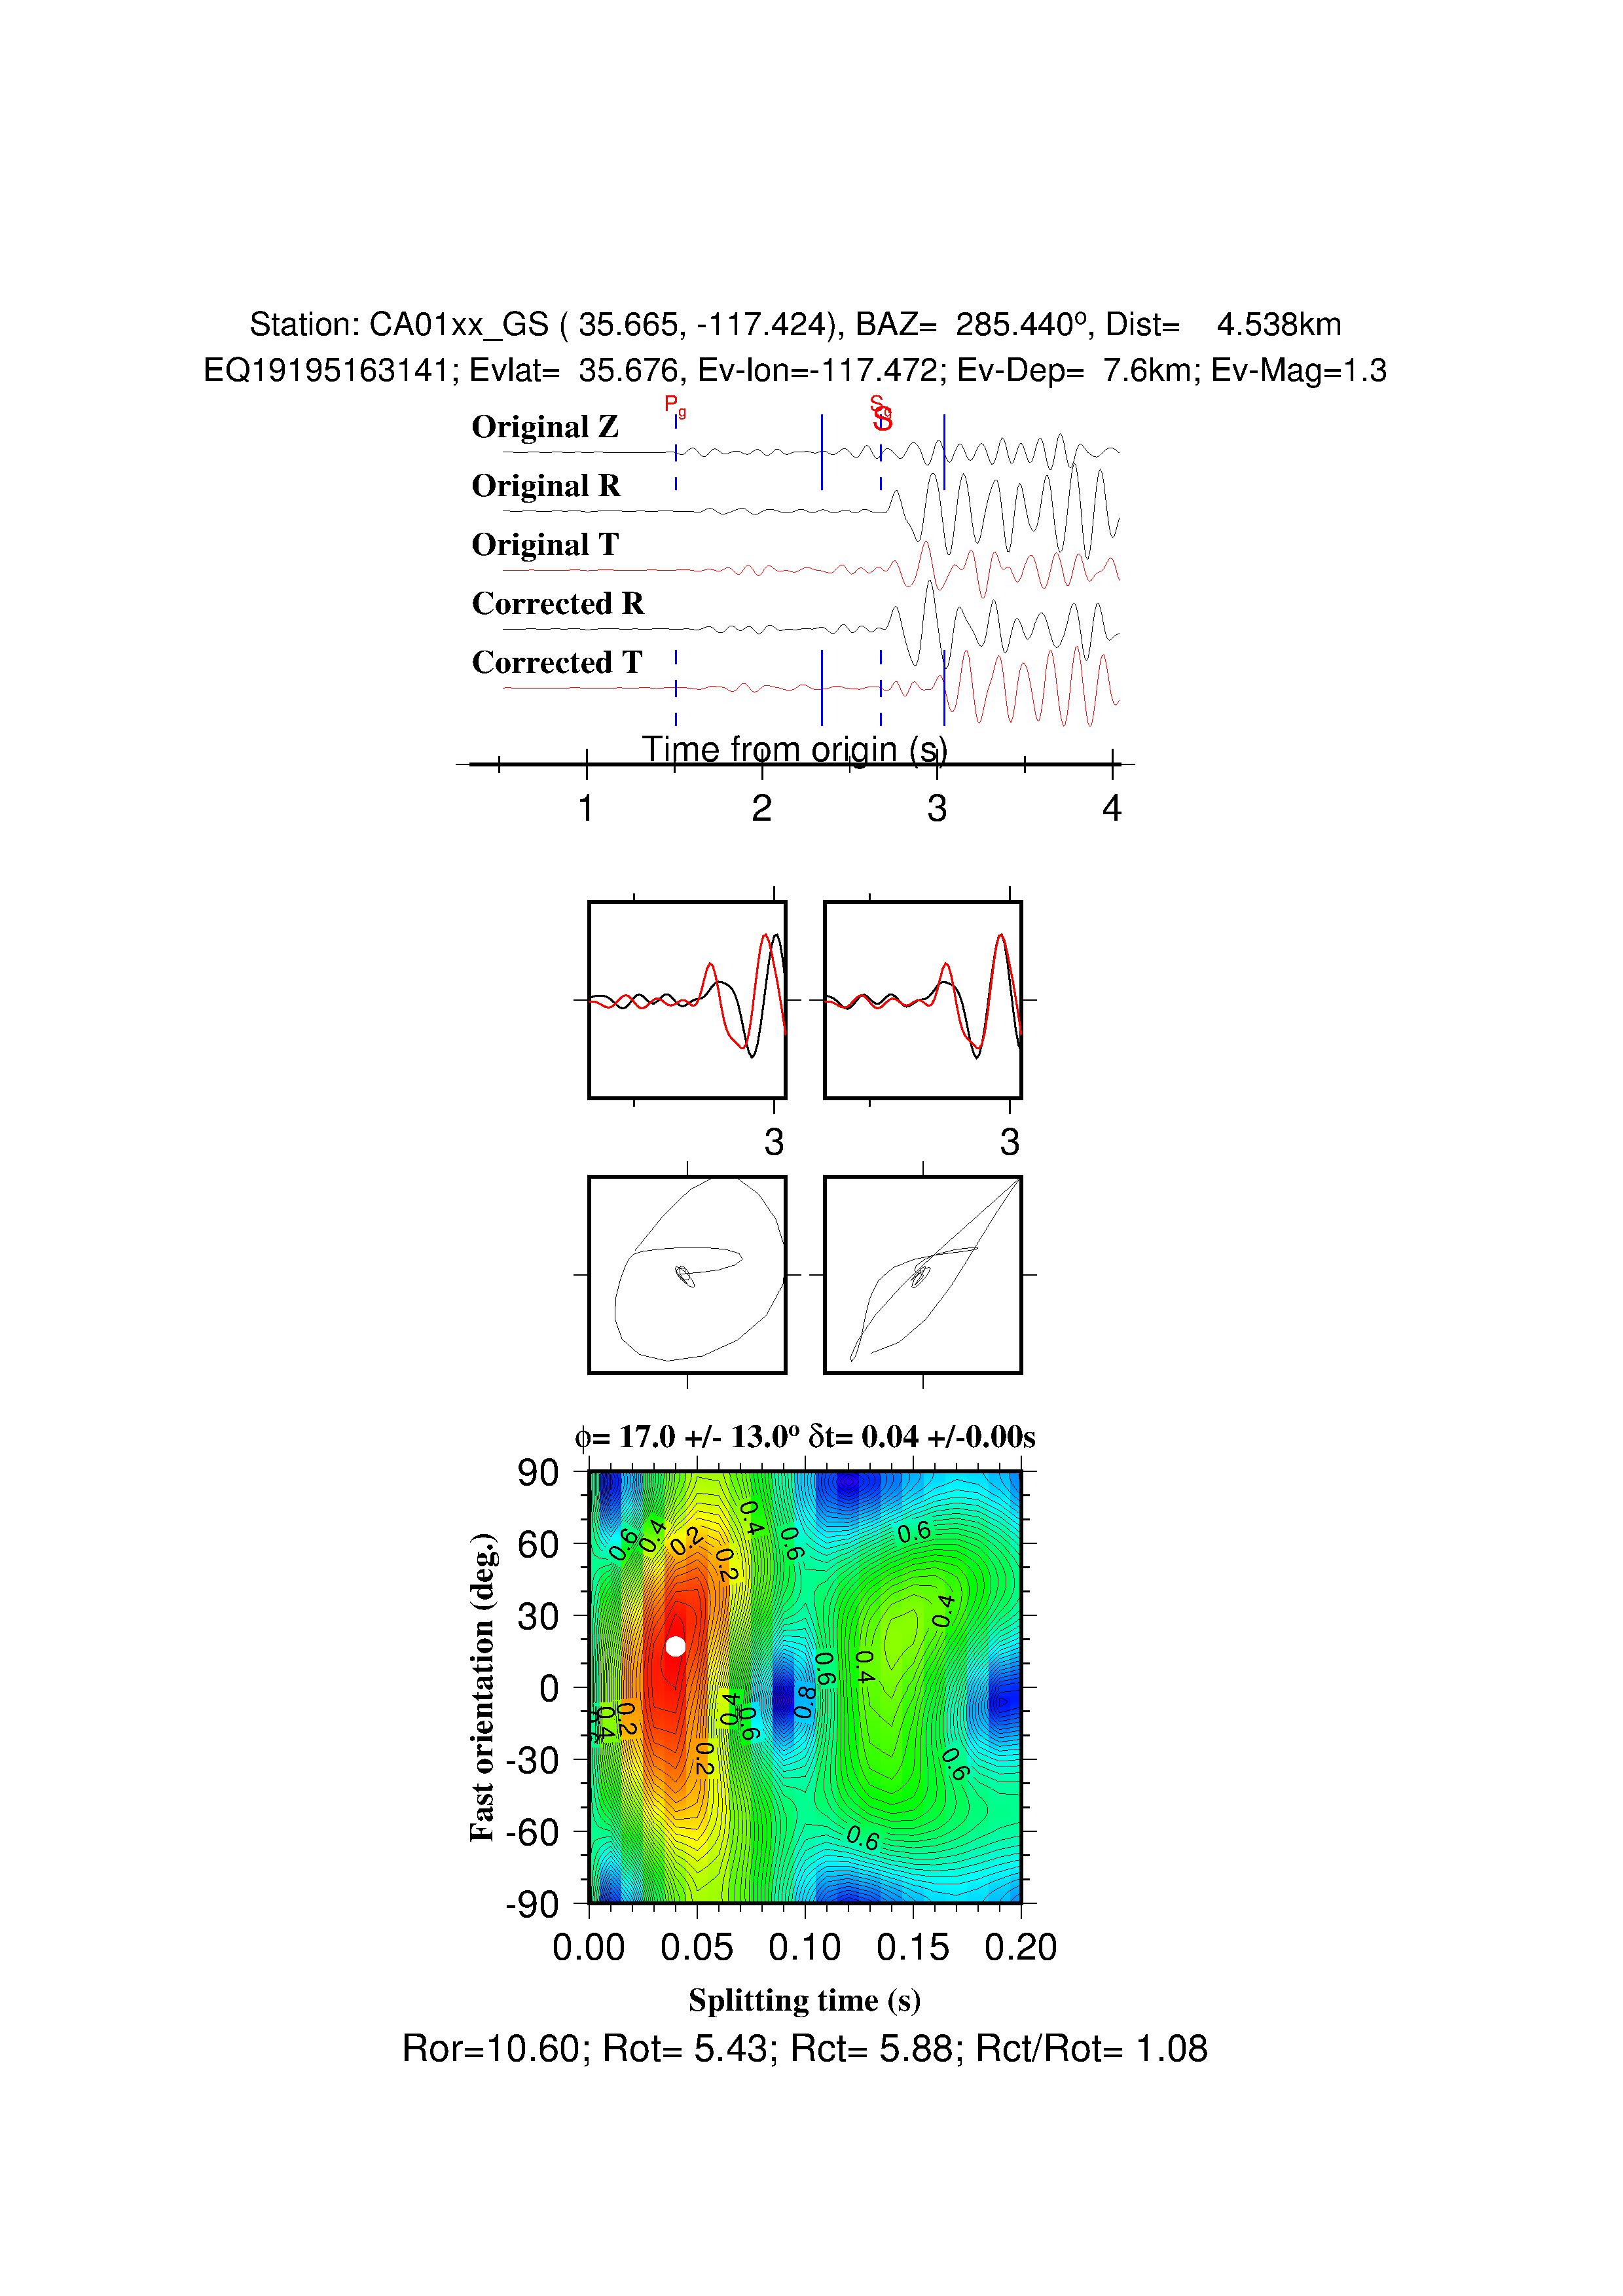 Station: CA01xx_GS ( 35.665, -117.424), BAZ= 285.440º, Dist= 4.538km
EQ19195163141; Evlat= 35.676, Ev-lon=-117.472; Ev-Dep= 7.6km; Ev-Mag=1.3
Pg Sg
S
Original Z
Original R
Original T
Corrected R
Corrected T
Time from origin (s)
1 2 3 4
3 3
ϕ= 17.0 +/- 13.0º δt= 0.04 +/-0.00s
90
60
30
0
-30
-60
-90
Fast orientation (deg.)
0.6 0.4 0.2 0.2 0.4 0.6 0.6
0.4 0.4 0.6
0.4 0.2 0.4 0.6 0.8
0.2 0.6
0.6
0.00 0.05 0.10 0.15 0.20
Splitting time (s)
Ror=10.60; Rot= 5.43; Rct= 5.88; Rct/Rot= 1.08